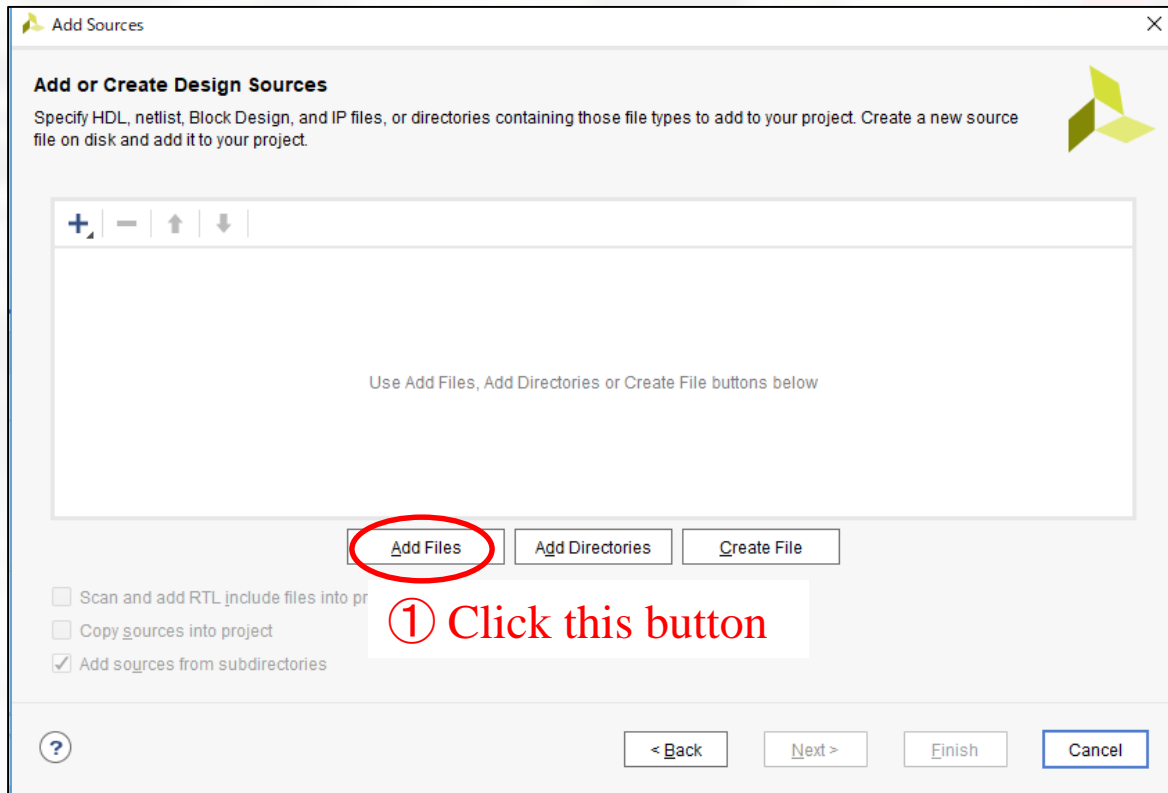 Add Sources
Add or Create Design Sources
Specify HDL, netlist, Block Design, and IP files, or directories containing those file types to add to your project. Create a new source
file on disk and add it to your project.
Use Add Files, Add Directories or Create File buttons below
Add Files Add Directories Create File
Scan and add RTL include files into pr
① Click this button
Copy sources into project
Add sources from subdirectories
? < Back Next > Finish Cancel